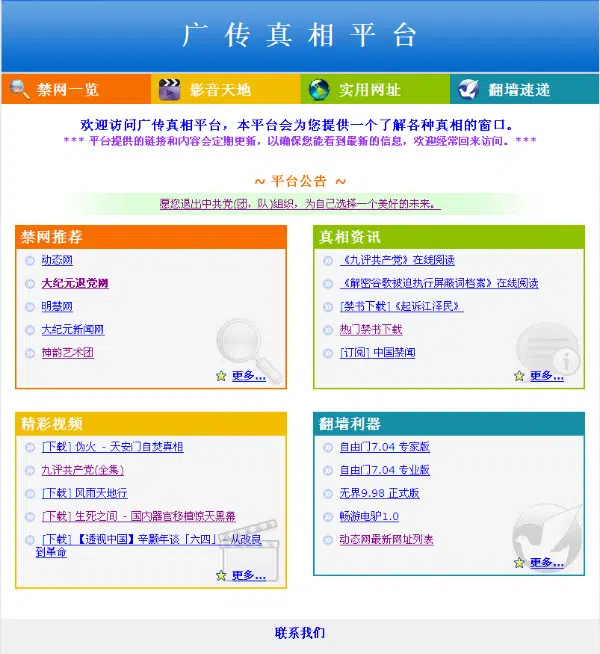 广传真相平台
禁网一览
影音天地
实用网址
翻墙速递
欢迎访问广传真相平台，本平台会为您提供一个了解各种真相的窗口。
*** 平台提供的链接和内容会定期更新，以确保您能看到最新的信息，欢迎经常回来访问。***
~ 平台公告 ~
愿您退出中共党(团，队)组织，为自己选择一个美好的未来。
禁网推荐
动态网
大纪元退党网
明慧网
大纪元新闻网
神韵艺术团
更多...
真相资讯
《九评共产党》在线阅读
《解密谷歌被迫执行屏蔽词档案》在线阅读
[禁书下载]《起诉江泽民》
热门禁书下载
[订阅] 中国禁闻
更多...
精彩视频
[下载] 伪火 - 天安门自焚真相
九评共产党(全集)
[下载] 风雨天地行
[下载] 生死之间 - 国内器官移植惊天黑幕
[下载] 【透视中国】辛颢年谈「六四」- 从改良
到革命
更多...
翻墙利器
自由门7.04 专家版
自由门7.04 专业版
无界9.98 正式版
畅游电驴1.0
动态网最新网址列表
更多...
联系我们